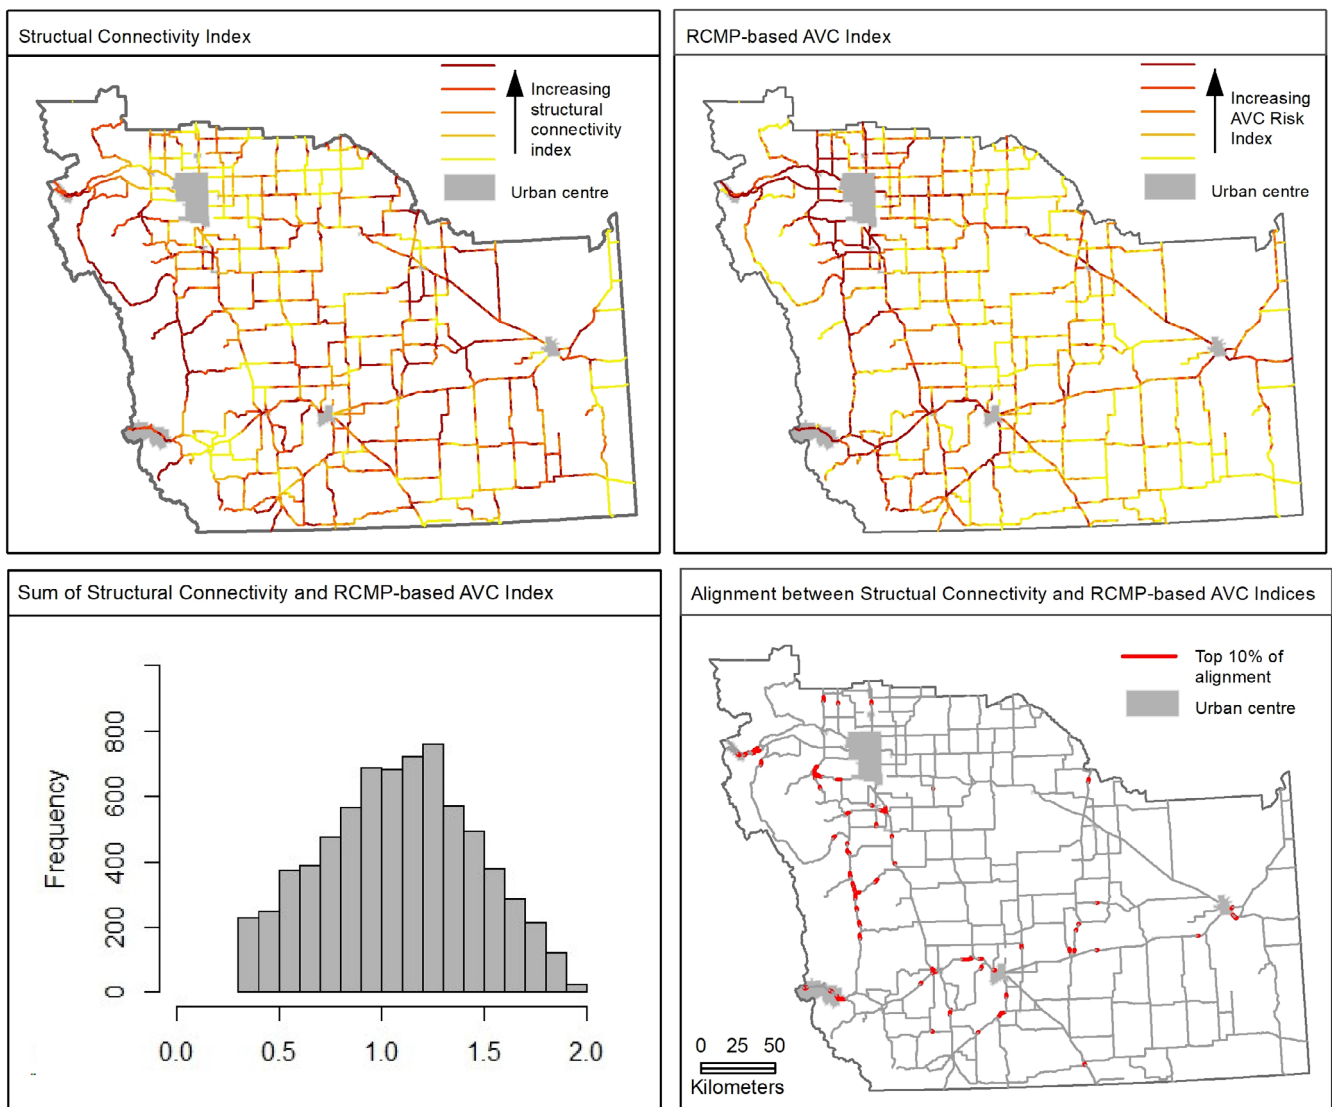 Structual Connectivity Index
Increasing
structural
connectivity
index
Urban centre
RCMP-based AVC Index
Increasing
AVC Risk
Index
Urban centre
Sum of Structural Connectivity and RCMP-based AVC Index
Frequency
800
600
400
200
0
0.0 0.5 1.0 1.5 2.0
Alignment between Structual Connectivity and RCMP-based AVC Indices
Top 10% of
alignment
Urban centre
0 25 50
Kilometers